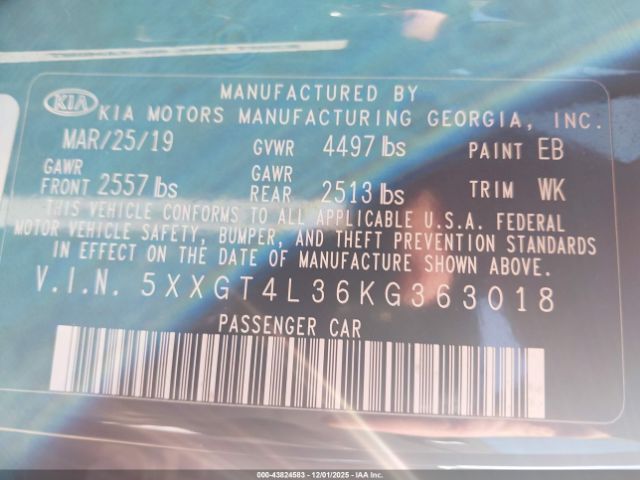 MANUFACTURED BY
KIA KIA MOTORS MANUFACTURING GEORGIA, INC.
MAR/25/19 GVWR 4497 lbs PAINT EB
GAWR FRONT 2557 lbs GAWR REAR 2513 lbs TRIM WK
THIS VEHICLE CONFORMS TO ALL APPLICABLE U.S.A. FEDERAL
MOTOR VEHICLE SAFETY, BUMPER, AND THEFT PREVENTION STANDARDS
IN EFFECT ON THE DATE OF MANUFACTURE SHOWN ABOVE.
V.I.N. 5XXGT4L36KG363018
PASSENGER CAR
000-43824583 - 12/01/2025 - IAA Inc.